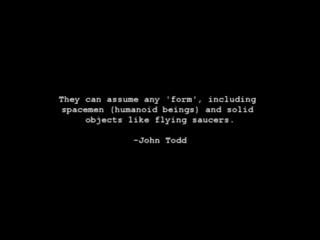 They can assume any 'form', including
spacemen (humanoid beings) and solid
objects like flying saucers.
-John Todd